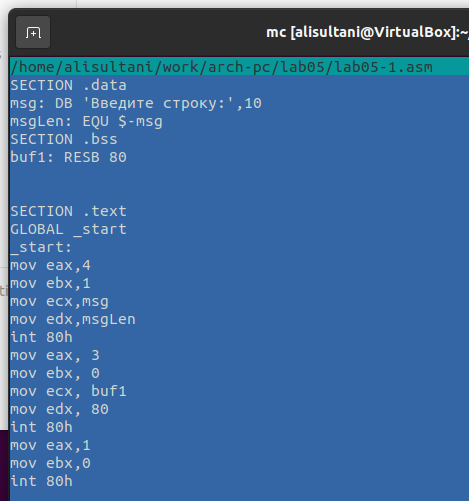 mc [alisultani@VirtualBox]:~/
/home/alisultani/work/arch-pc/lab05/lab05-1.asm
SECTION .data
msg: DB 'Введите строку:',10
msgLen: EQU $-msg
SECTION .bss
buf1: RESB 80
SECTION .text
GLOBAL _start
_start:
mov eax,4
mov ebx,1
mov ecx,msg
mov edx,msgLen
int 80h
mov eax, 3
mov ebx, 0
mov ecx, buf1
mov edx, 80
int 80h
mov eax,1
mov ebx,0
int 80h